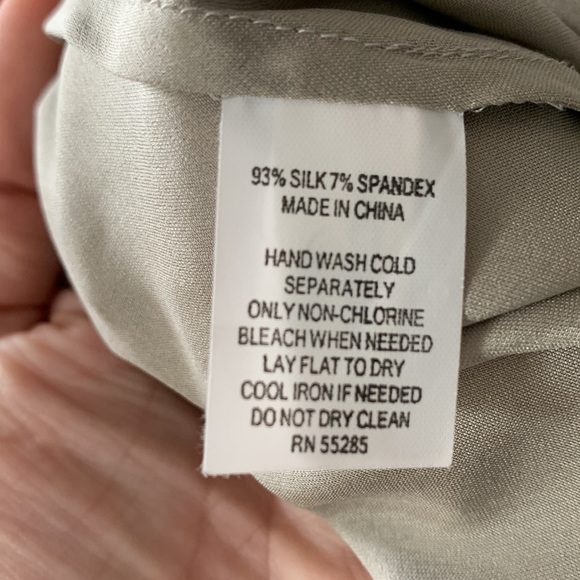 93% SILK 7% SPANDEX
MADE IN CHINA
HAND WASH COLD
SEPARATELY
ONLY NON-CHLORINE
BLEACH WHEN NEEDED
LAY FLAT TO DRY
COOL IRON IF NEEDED
DO NOT DRY CLEAN
RN 55285